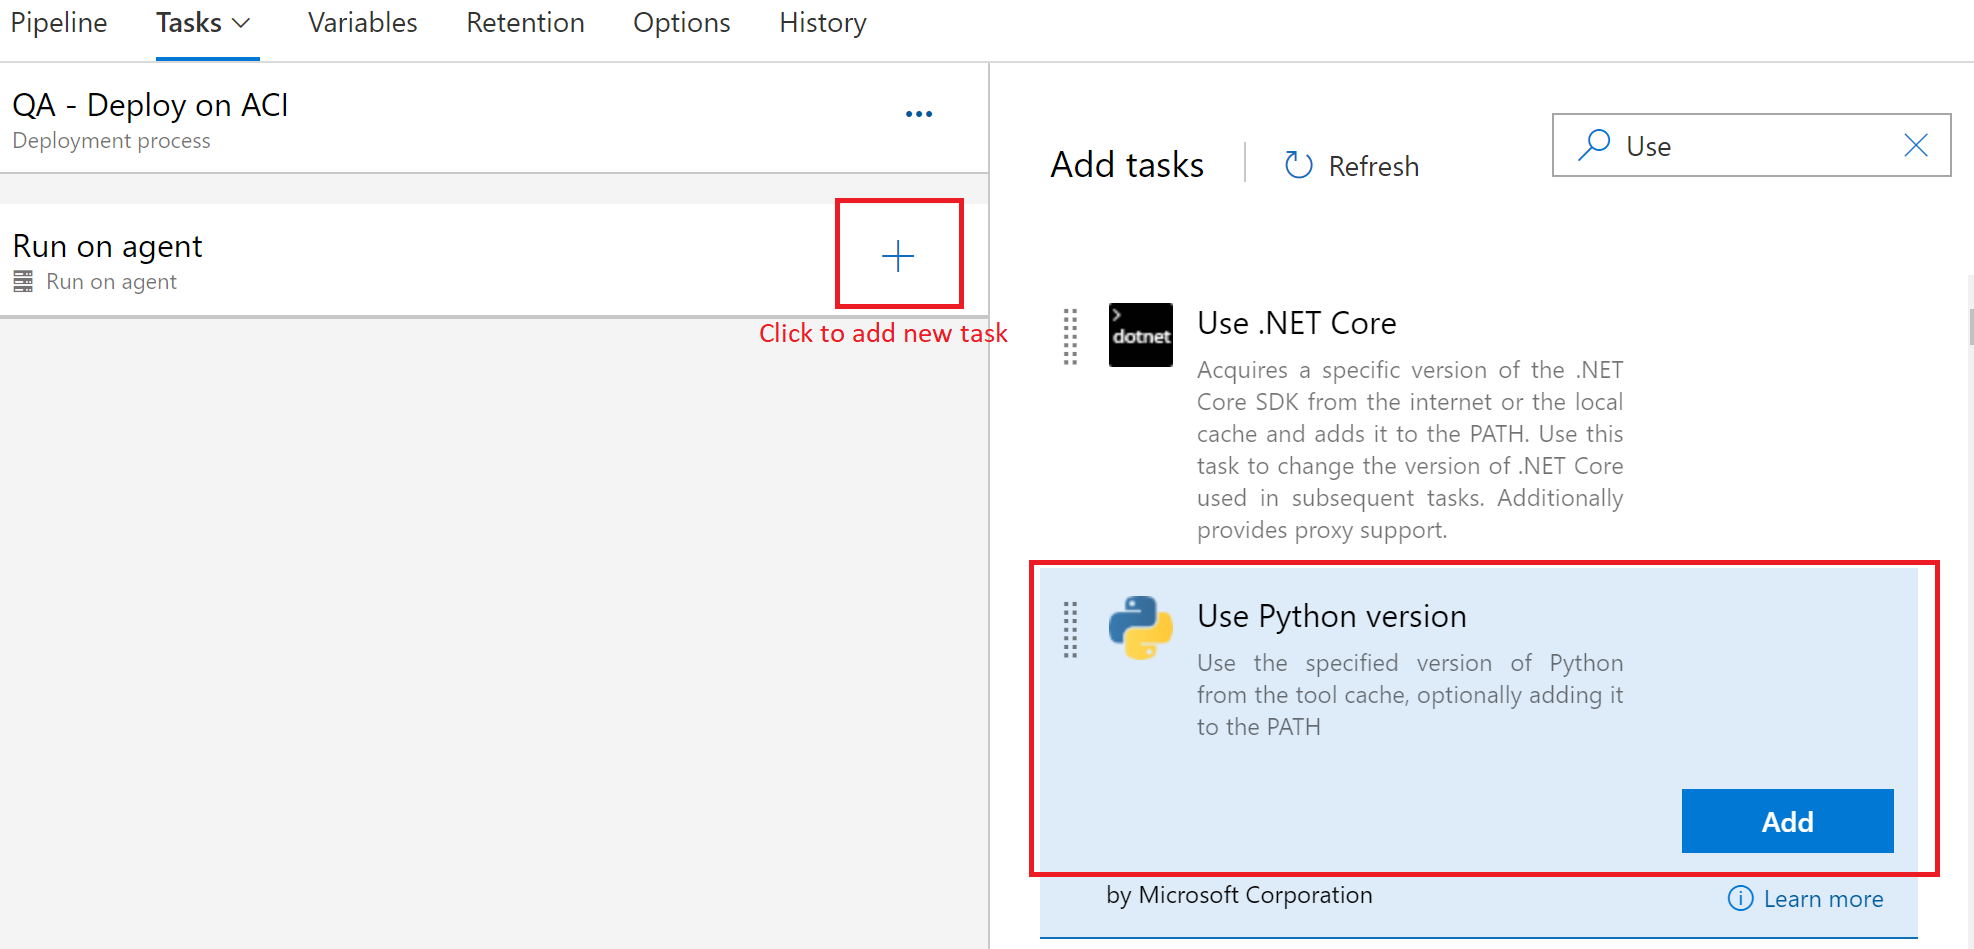 Pipeline Tasks Variables Retention Options History
QA - Deploy on ACI
Deployment process
Run on agent
Run on agent
Click to add new task
Add tasks
Refresh
Use
dotnet
Use .NET Core
Acquires a specific version of the .NET
Core SDK from the internet or the local
cache and adds it to the PATH. Use this
task to change the version of .NET Core
used in subsequent tasks. Additionally
provides proxy support.
Use Python version
Use the specified version of Python
from the tool cache, optionally adding it
to the PATH
Add
by Microsoft Corporation
Learn more